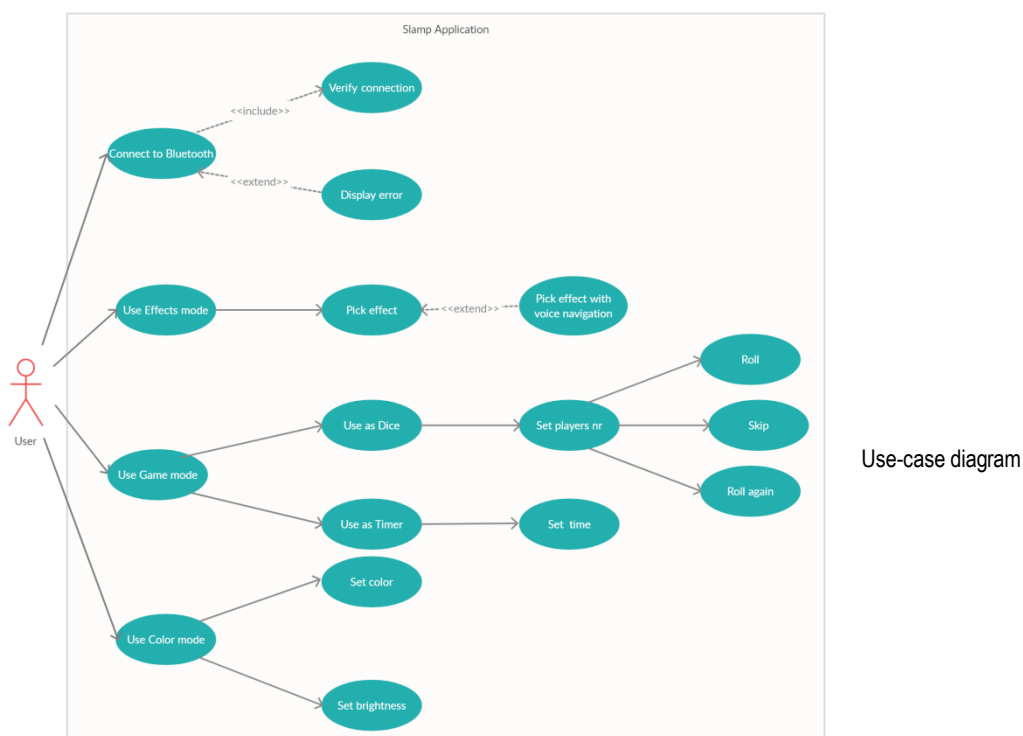 Slamp Application
Verify connection
<<include>>
Connect to Bluetooth
<<extend>>
Display error
Use Effects mode
Pick effect
<<extend>>
Pick effect with
voice navigation
Roll
User
Use as Dice
Set players nr
Skip
Use Game mode
Roll again
Use-case diagram
Use as Timer
Set time
Set color
Use Color mode
Set brightness